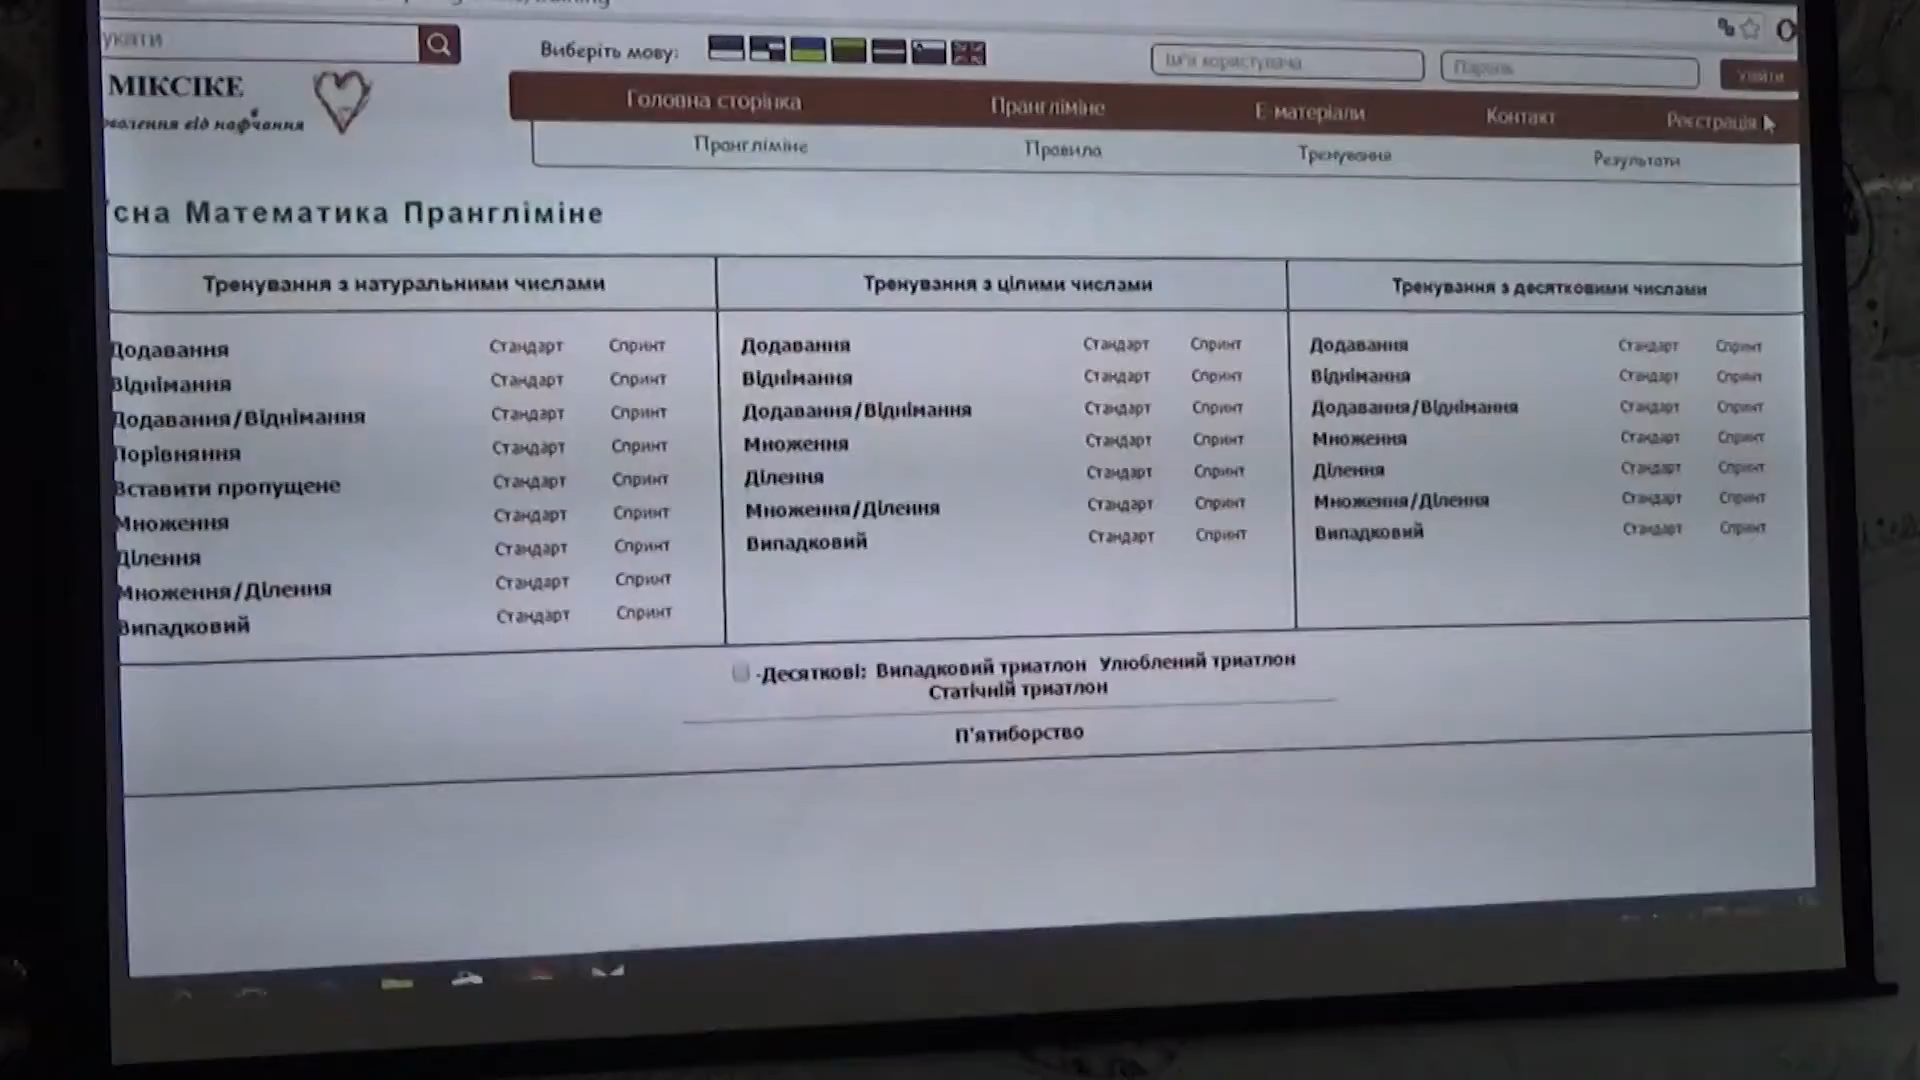 Виберіть мову:
Ім'я користувача
Пароль
Увійти
МІКСІКЕ
Головна сторінка
Прангліміне
Е-матеріали
Контакт
Реєстрація
Прангліміне
Правила
Тренування
Результати
Математика Прангліміне
Тренування з натуральними числами
Додавання Стандарт Спринт
Віднімання Стандарт Спринт
Додавання/Віднімання Стандарт Спринт
Порівняння Стандарт Спринт
Вставити пропущене Стандарт Спринт
Множення Стандарт Спринт
Ділення Стандарт Спринт
Множення/Ділення Стандарт Спринт
Випадковий Стандарт Спринт
Тренування з цілими числами
Додавання Стандарт Спринт
Віднімання Стандарт Спринт
Додавання/Віднімання Стандарт Спринт
Множення Стандарт Спринт
Ділення Стандарт Спринт
Множення/Ділення Стандарт Спринт
Випадковий Стандарт Спринт
Тренування з десятковими числами
Додавання Стандарт Спринт
Віднімання Стандарт Спринт
Додавання/Віднімання Стандарт Спринт
Множення Стандарт Спринт
Ділення Стандарт Спринт
Множення/Ділення Стандарт Спринт
Випадковий Стандарт Спринт
-Десяткові: Випадковий триатлон Улюблений триатлон
Статічній триатлон
П'ятиборство